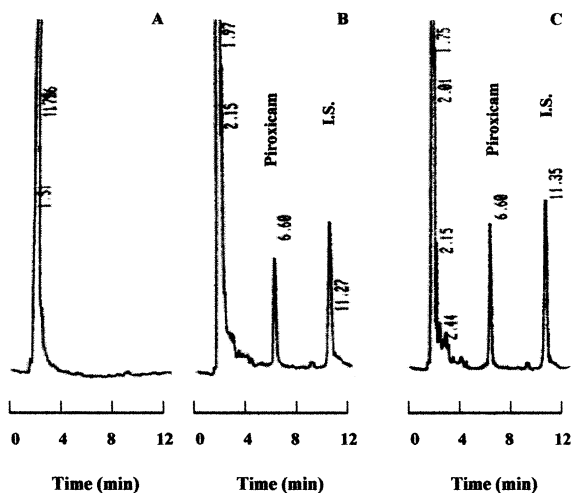 A
1.51
B
1.97
2.15
Piroxicam
6.60
I.S.
11.27
C
1.75
2.01
2.15
2.44
Piroxicam
6.60
I.S.
11.35
0 4 8 12
0 4 8 12
0 4 8 12
Time (min)
Time (min)
Time (min)